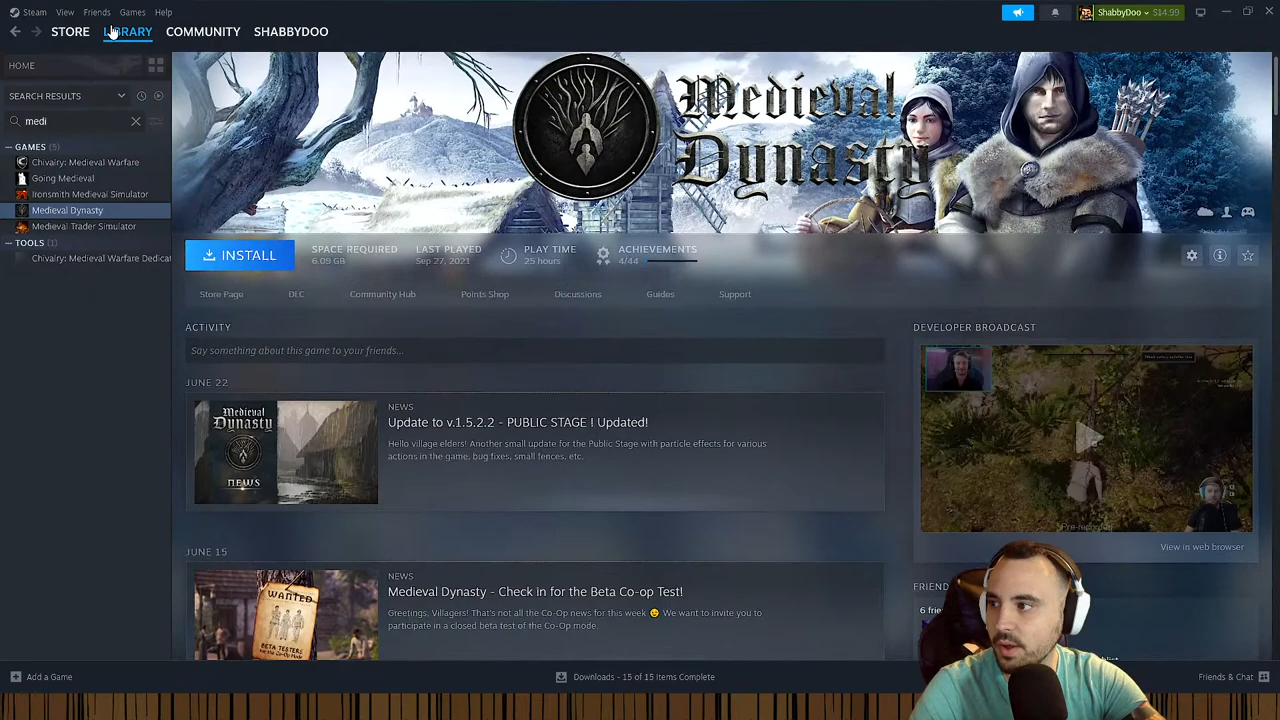 Steam View Friends Games Help
ShabbyDoo $14.99
STORE LIBRARY COMMUNITY SHABBYDOO
HOME
SEARCH RESULTS
medi
GAMES (5)
Chivalry: Medieval Warfare
Going Medieval
Ironsmith Medieval Simulator
Medieval Dynasty
Medieval Trader Simulator
TOOLS (1)
Chivalry: Medieval Warfare Dedicat
Medieval
Dynasty
INSTALL
SPACE REQUIRED
6.09 GB
LAST PLAYED
Sep 27, 2021
PLAY TIME
25 hours
ACHIEVEMENTS
4/44
Store Page DLC Community Hub Points Shop Discussions Guides Support
ACTIVITY
Say something about this game to your friends...
JUNE 22
Medieval
Dynasty
NEWS
NEWS
Update to v.1.5.2.2 - PUBLIC STAGE ! Updated!
Hello village elders! Another small update for the Public Stage with particle effects for various
actions in the game, bug fixes, small fences, etc.
JUNE 15
WANTED
BETA TESTERS
NEWS
Medieval Dynasty - Check in for the Beta Co-op Test!
Greetings, Villagers! That's not all the Co-Op news for this week 😉 We want to invite you to
participate in a closed beta test of the Co-Op mode.
DEVELOPER BROADCAST
Pre-recorded
View in web browser
FRIEND
6 frie
Add a Game
Downloads - 15 of 15 Items Complete
Friends & Chat